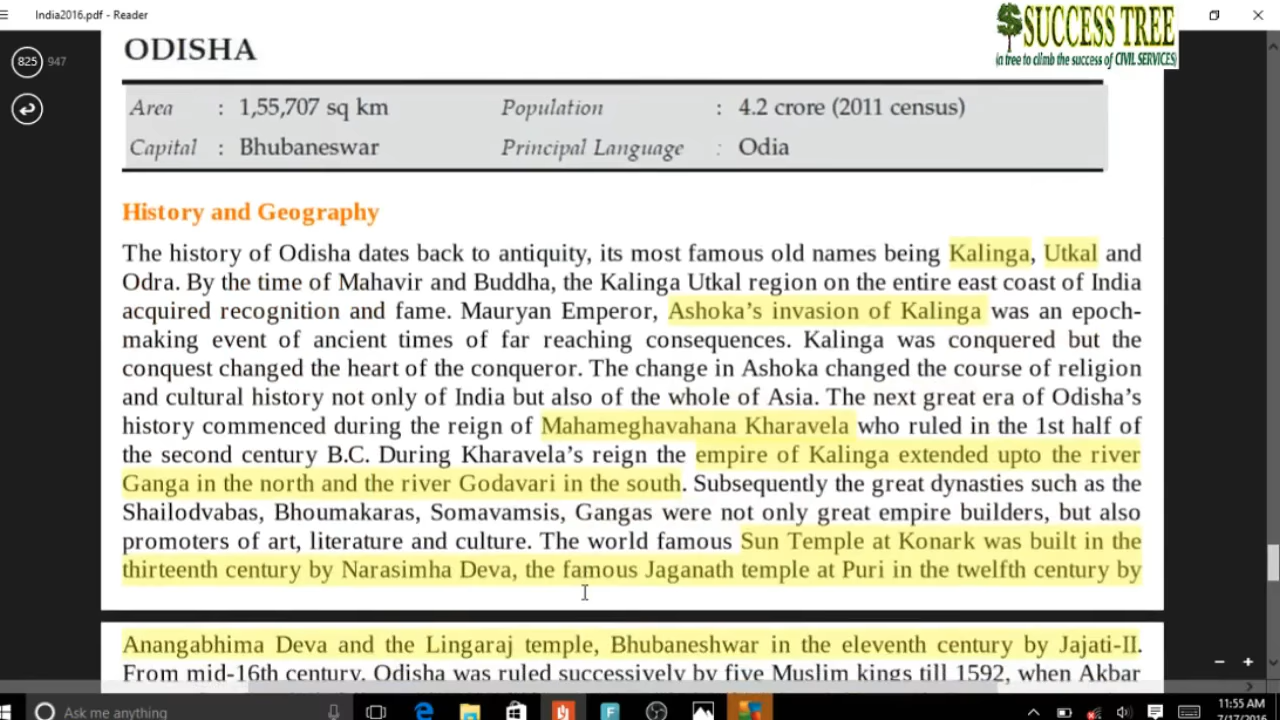 India2016.pdf - Reader
SUCCESS TREE
(a tree to climb the success of CIVIL SERVICES)
825 947
ODISHA
Area : 1,55,707 sq km Population : 4.2 crore (2011 census)
Capital : Bhubaneswar Principal Language : Odia
History and Geography
The history of Odisha dates back to antiquity, its most famous old names being Kalinga, Utkal and
Odra. By the time of Mahavir and Buddha, the Kalinga Utkal region on the entire east coast of India
acquired recognition and fame. Mauryan Emperor, Ashoka's invasion of Kalinga was an epoch-
making event of ancient times of far reaching consequences. Kalinga was conquered but the
conquest changed the heart of the conqueror. The change in Ashoka changed the course of religion
and cultural history not only of India but also of the whole of Asia. The next great era of Odisha's
history commenced during the reign of Mahameghavahana Kharavela who ruled in the 1st half of
the second century B.C. During Kharavela's reign the empire of Kalinga extended upto the river
Ganga in the north and the river Godavari in the south. Subsequently the great dynasties such as the
Shailodvabas, Bhoumakaras, Somavamsis, Gangas were not only great empire builders, but also
promoters of art, literature and culture. The world famous Sun Temple at Konark was built in the
thirteenth century by Narasimha Deva, the famous Jaganath temple at Puri in the twelfth century by
Anangabhima Deva and the Lingaraj temple, Bhubaneshwar in the eleventh century by Jajati-II.
From mid-16th century, Odisha was ruled successively by five Muslim kings till 1592, when Akbar
Ask me anything
11:55 AM
7/17/2016